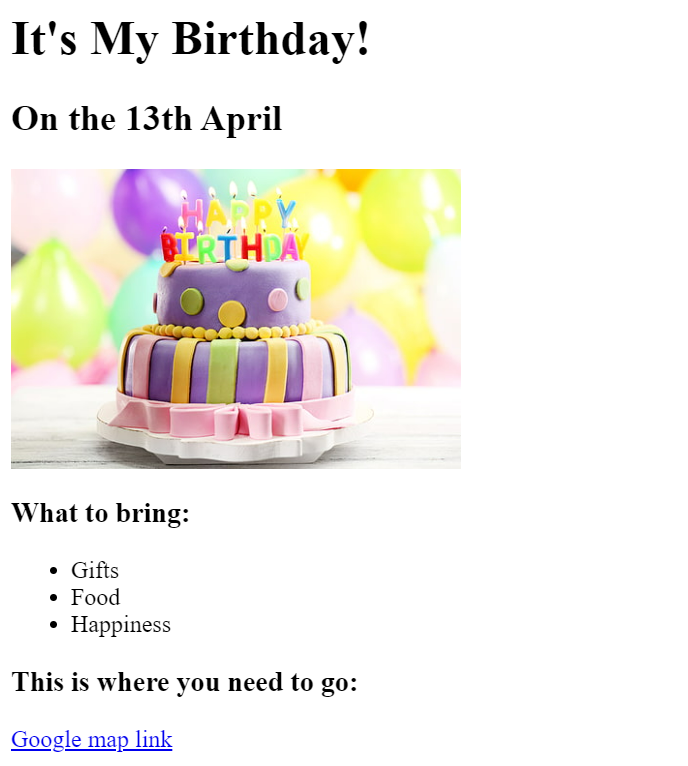 It's My Birthday!
On the 13th April
HAPPY
BIRTHDAY
What to bring:
Gifts
Food
Happiness
This is where you need to go:
Google map link